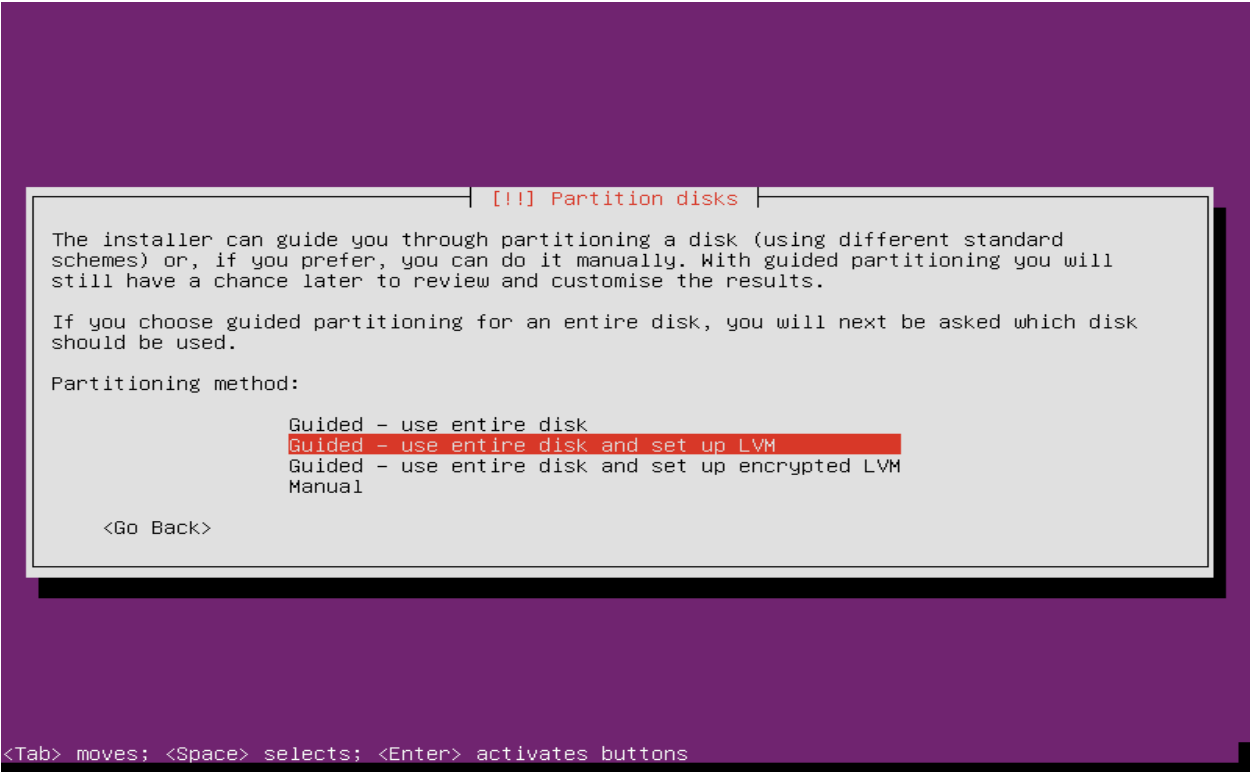 [!!] Partition disks
The installer can guide you through partitioning a disk (using different standard
schemes) or, if you prefer, you can do it manually. With guided partitioning you will
still have a chance later to review and customise the results.
If you choose guided partitioning for an entire disk, you will next be asked which disk
should be used.
Partitioning method:
Guided – use entire disk
Guided – use entire disk and set up LVM
Guided – use entire disk and set up encrypted LVM
Manual
<Go Back>
<Tab> moves; <Space> selects; <Enter> activates buttons